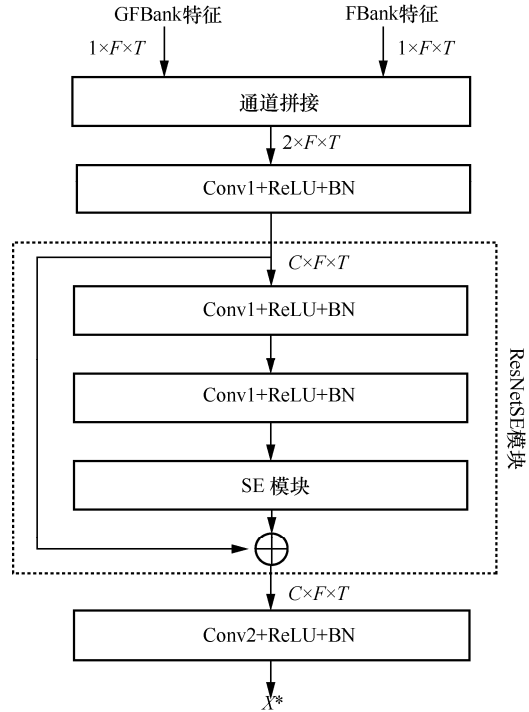 GFBank特征
FBank特征
1×F×T
1×F×T
通道拼接
2×F×T
Conv1+ReLU+BN
C×F×T
Conv1+ReLU+BN
Conv1+ReLU+BN
SE 模块
ResNetSE模块
C×F×T
Conv2+ReLU+BN
X*